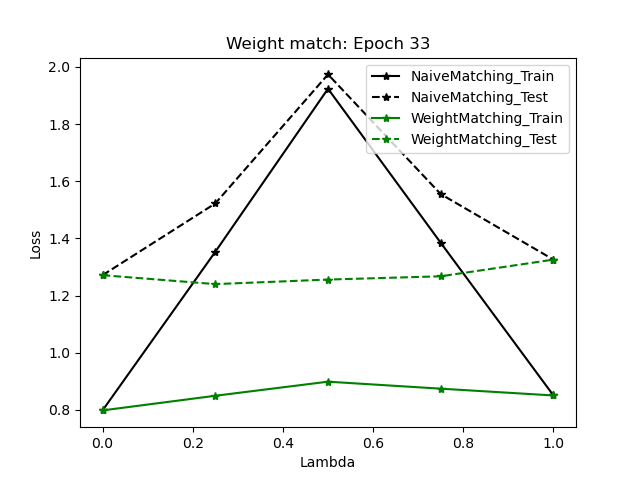 Weight match: Epoch 33
NaiveMatching_Train
NaiveMatching_Test
WeightMatching_Train
WeightMatching_Test
2.0
1.8
1.6
1.4
1.2
1.0
0.8
Loss
0.0 0.2 0.4 0.6 0.8 1.0
Lambda